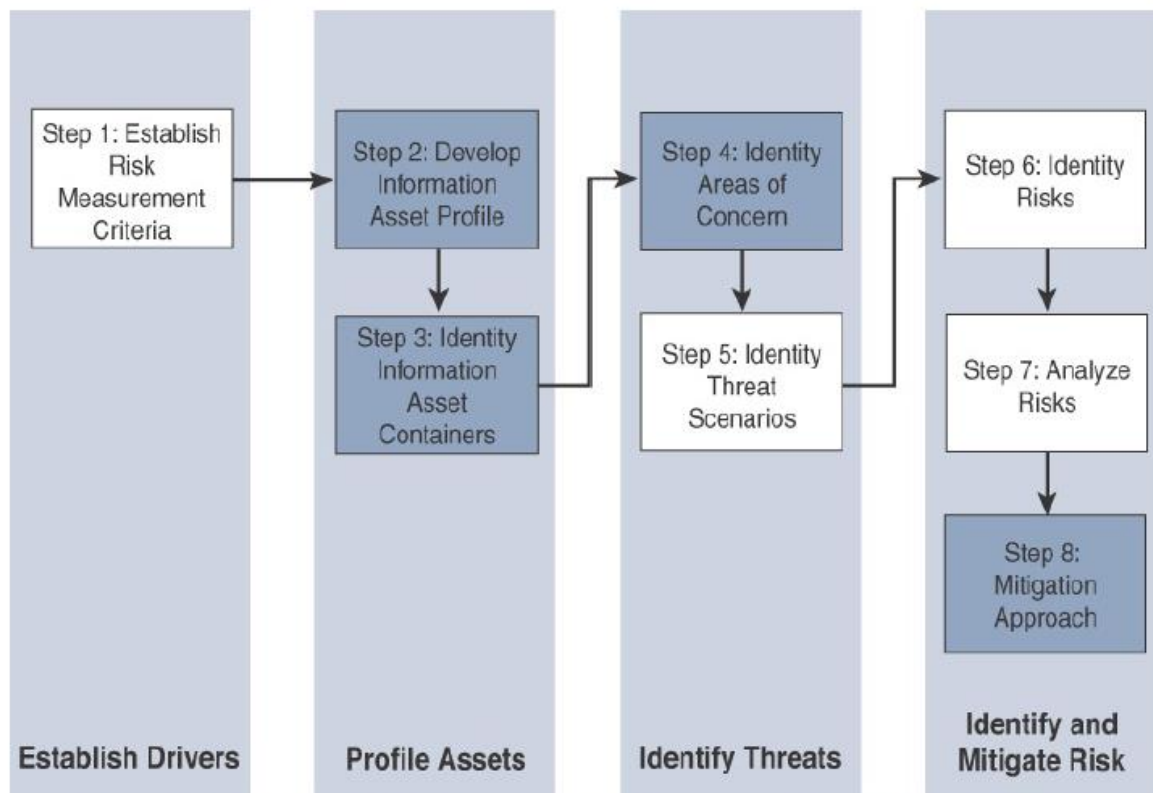 Step 1: Establish
Risk
Measurement
Criteria
Step 2: Develop
Information
Asset Profile
Step 3: Identity
Information
Asset
Containers
Step 4: Identity
Areas of
Concern
Step 5: Identity
Threat
Scenarios
Step 6: Identity
Risks
Step 7: Analyze
Risks
Step 8:
Mitigation
Approach
Establish Drivers
Profile Assets
Identify Threats
Identify and
Mitigate Risk